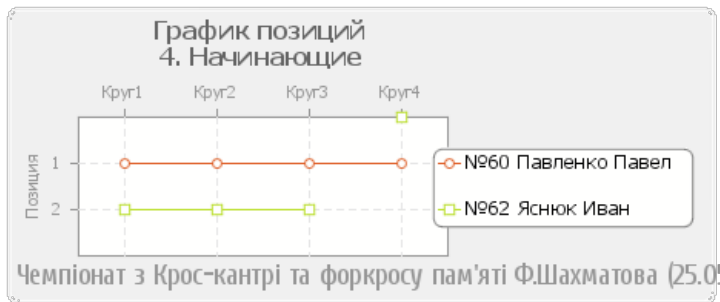 График позиций
4. Начинающие
Круг1 Круг2 Круг3 Круг4
Позиция
1
2
№60 Павленко Павел
№62 Яснюк Иван
Чемпіонат з Крос-кантрі та форкросу пам'яті Ф.Шахматова (25.0